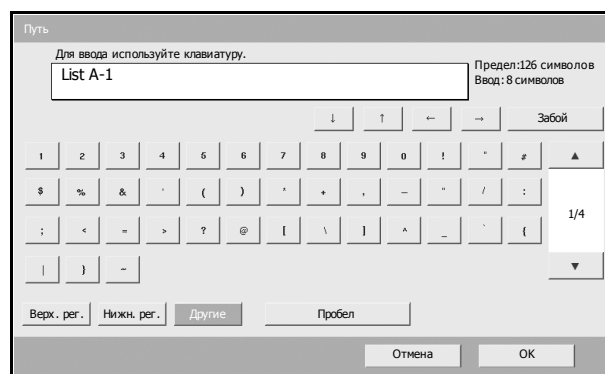 Путь
Для ввода используйте клавиатуру.
List A-1
Предел:126 символов
Ввод: 8 символов
↓ ↑ ← → Забой
1 2 3 4 5 6 7 8 9 0 ! " # ▲
$ % & ' ( ) * + , – " / :
1/4
; < = > ? @ [ \ ] ^ _ ` {
| } ~ ▼
Верх. рег. Нижн. рег. Другие Пробел
Отмена OK